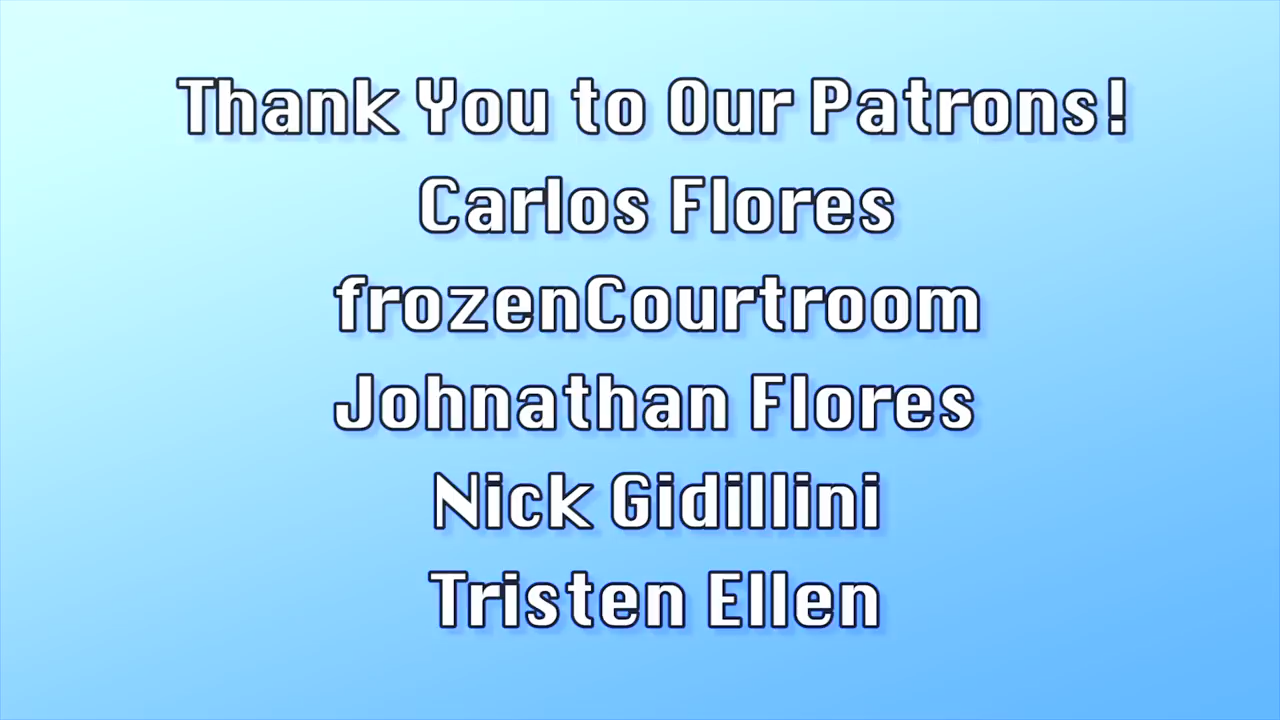 Thank You to Our Patrons!
Carlos Flores
frozenCourtroom
Johnathan Flores
Nick Gidillini
Tristen Ellen